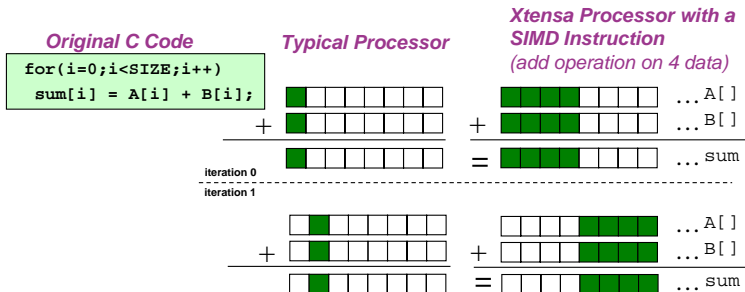 Original C Code
for(i=0;i<SIZE;i++)
sum[i] = A[i] + B[i];
Typical Processor
Xtensa Processor with a
SIMD Instruction
(add operation on 4 data)
... A[]
+ + ... B[]
= ... sum
iteration 0
iteration 1
... A[]
+ + ... B[]
= ... sum